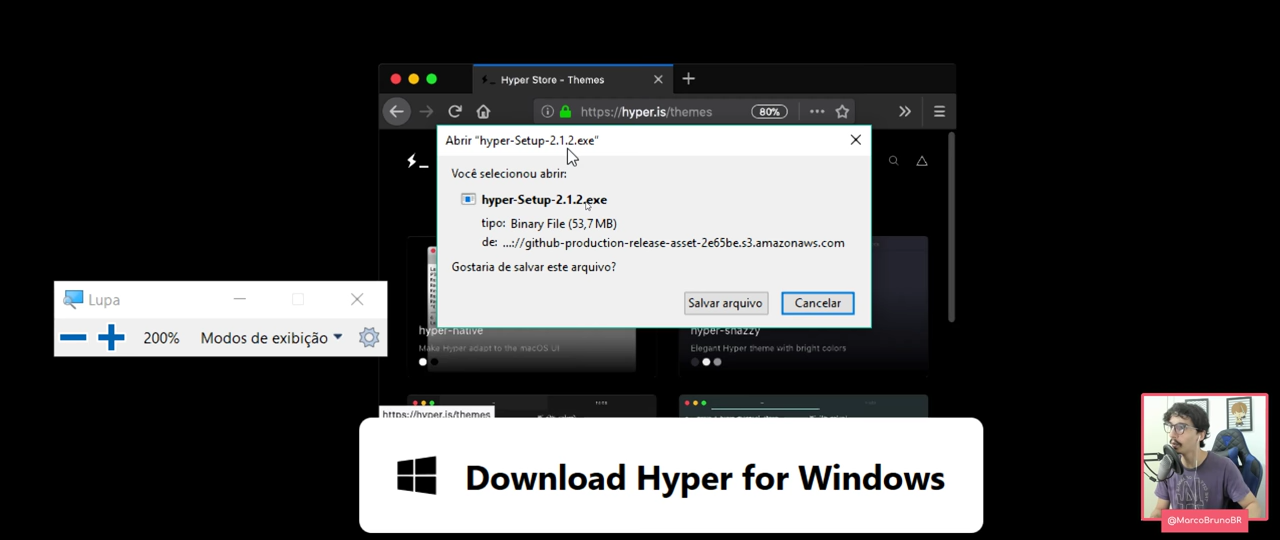 Hyper Store - Themes
https://hyper.is/themes
80%
Abrir "hyper-Setup-2.1.2.exe"
Você selecionou abrir:
hyper-Setup-2.1.2.exe
tipo: Binary File (53,7 MB)
de: ...://github-production-release-asset-2e65be.s3.amazonaws.com
Gostaria de salvar este arquivo?
Salvar arquivo
Cancelar
Lupa
200%
Modos de exibição
hyper-native
Make Hyper adapt to the macOS UI
hyper-snazzy
Elegant Hyper theme with bright colors
https://hyper.is/themes
Download Hyper for Windows
@MarcoBrunoBR